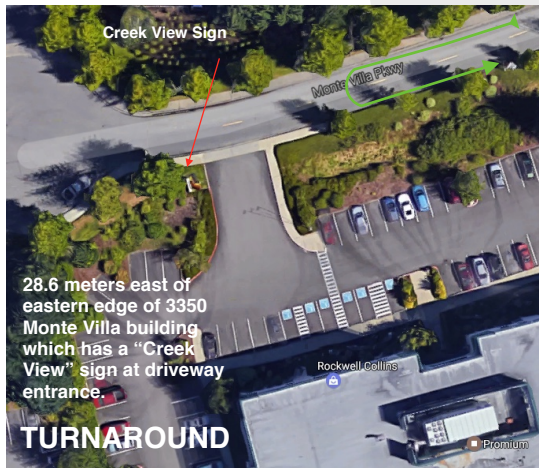 Creek View Sign
Monte Villa Pkwy
28.6 meters east of
eastern edge of 3350
Monte Villa building
which has a “Creek
View” sign at driveway
entrance.
Rockwell Collins
TURNAROUND
Promium